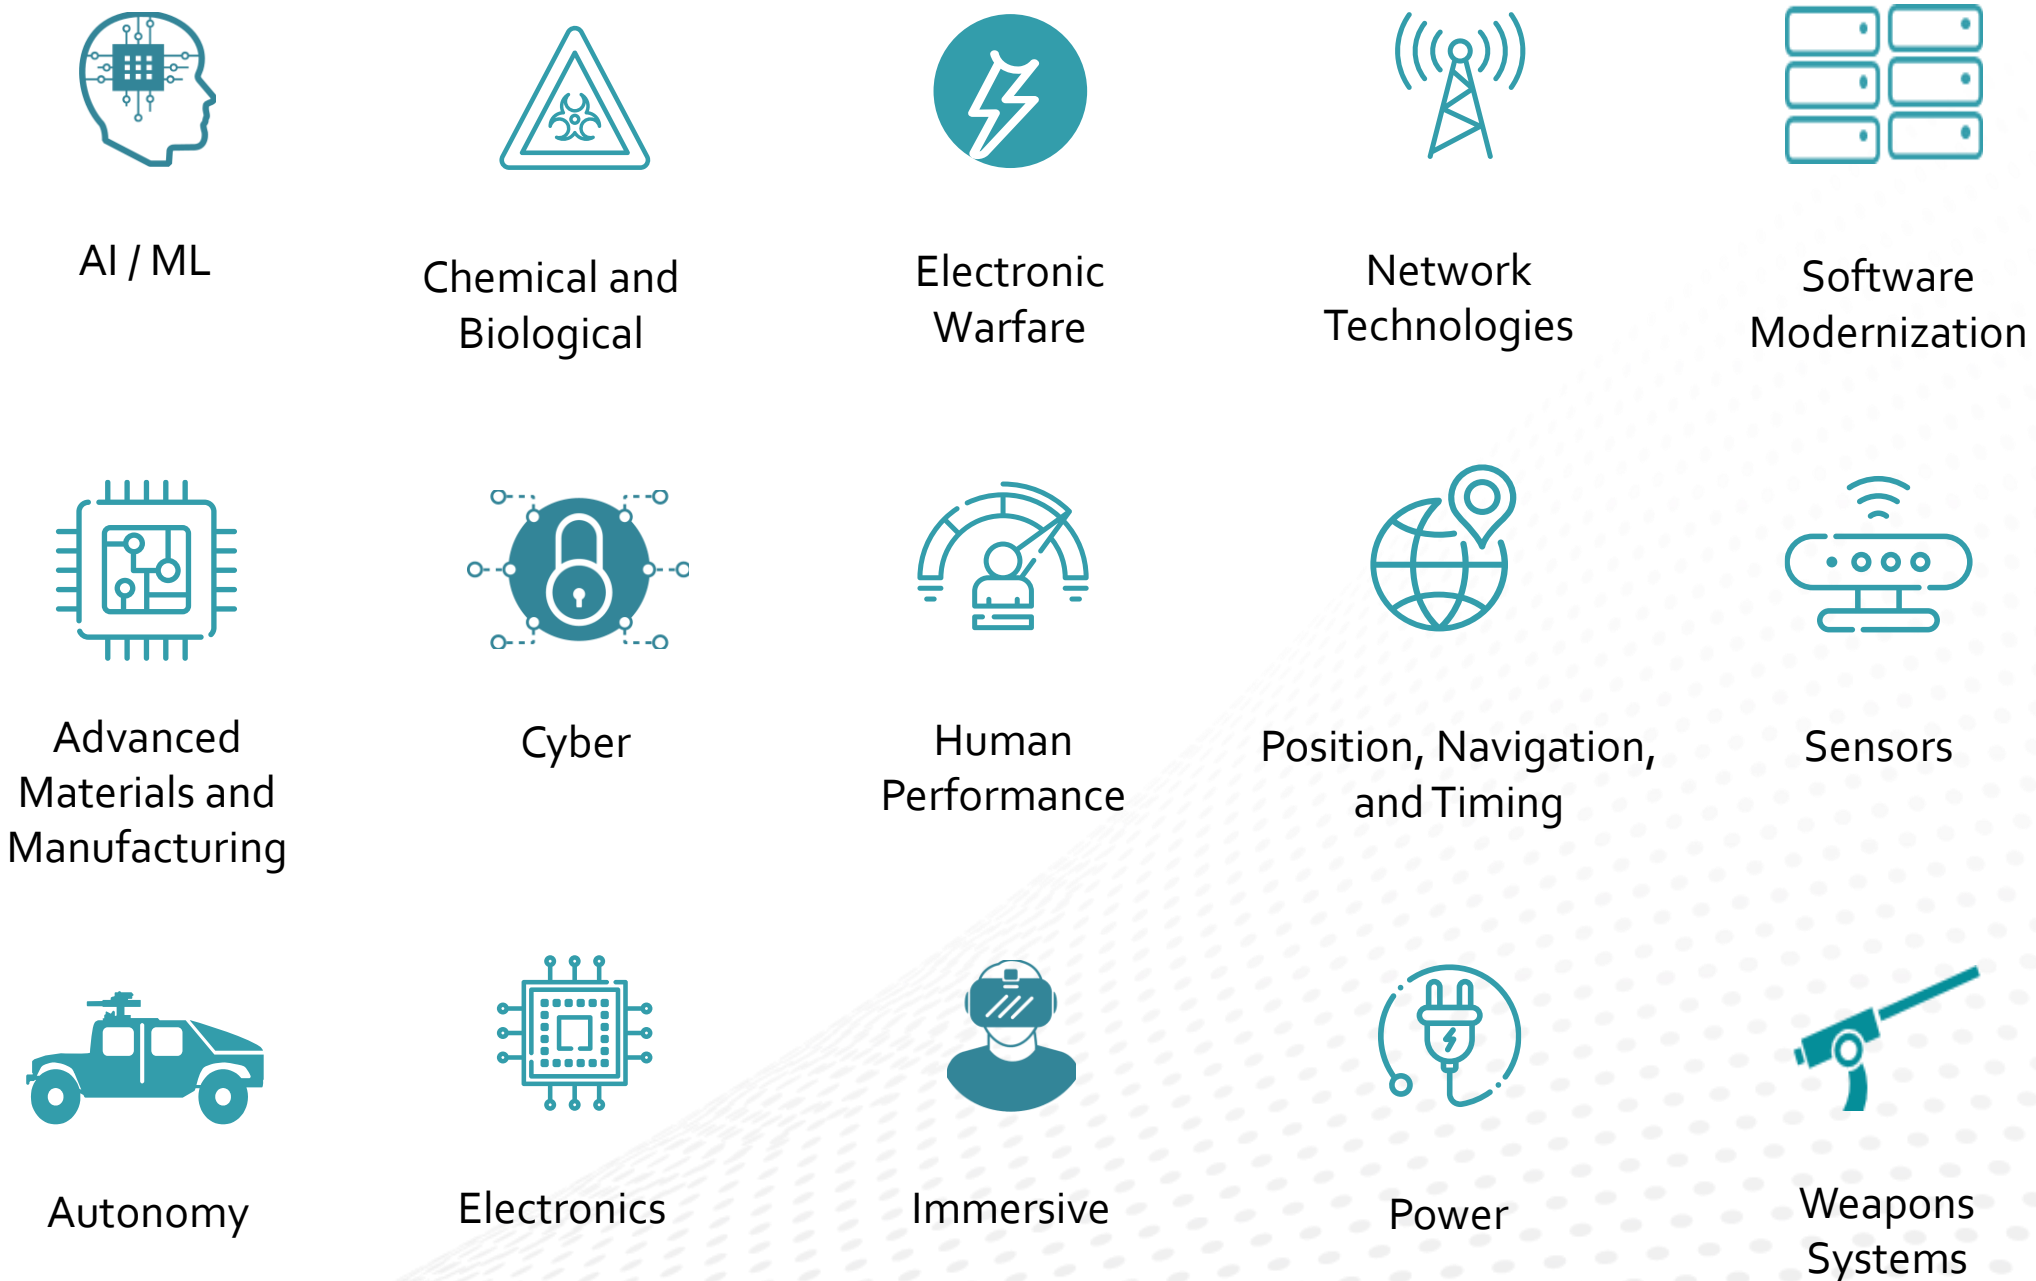 AI / ML
Chemical and
Biological
Electronic
Warfare
Network
Technologies
Software
Modernization
Advanced
Materials and
Manufacturing
Cyber
Human
Performance
Position, Navigation,
and Timing
Sensors
Autonomy
Electronics
Immersive
Power
Weapons
Systems